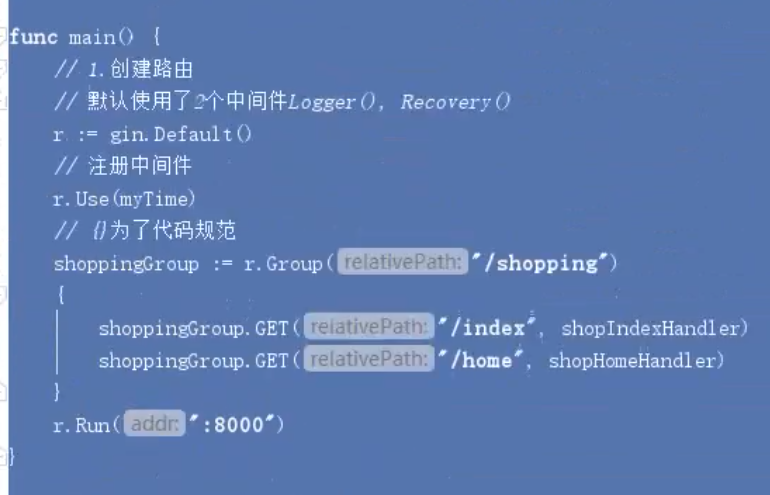 func main() {
// 1.创建路由
// 默认使用了2个中间件Logger(), Recovery()
r := gin.Default()
// 注册中间件
r.Use(myTime)
// {}为了代码规范
shoppingGroup := r.Group( relativePath: "/shopping")
{
shoppingGroup.GET( relativePath: "/index", shopIndexHandler)
shoppingGroup.GET( relativePath: "/home", shopHomeHandler)
}
r.Run( addr: ":8000")
}